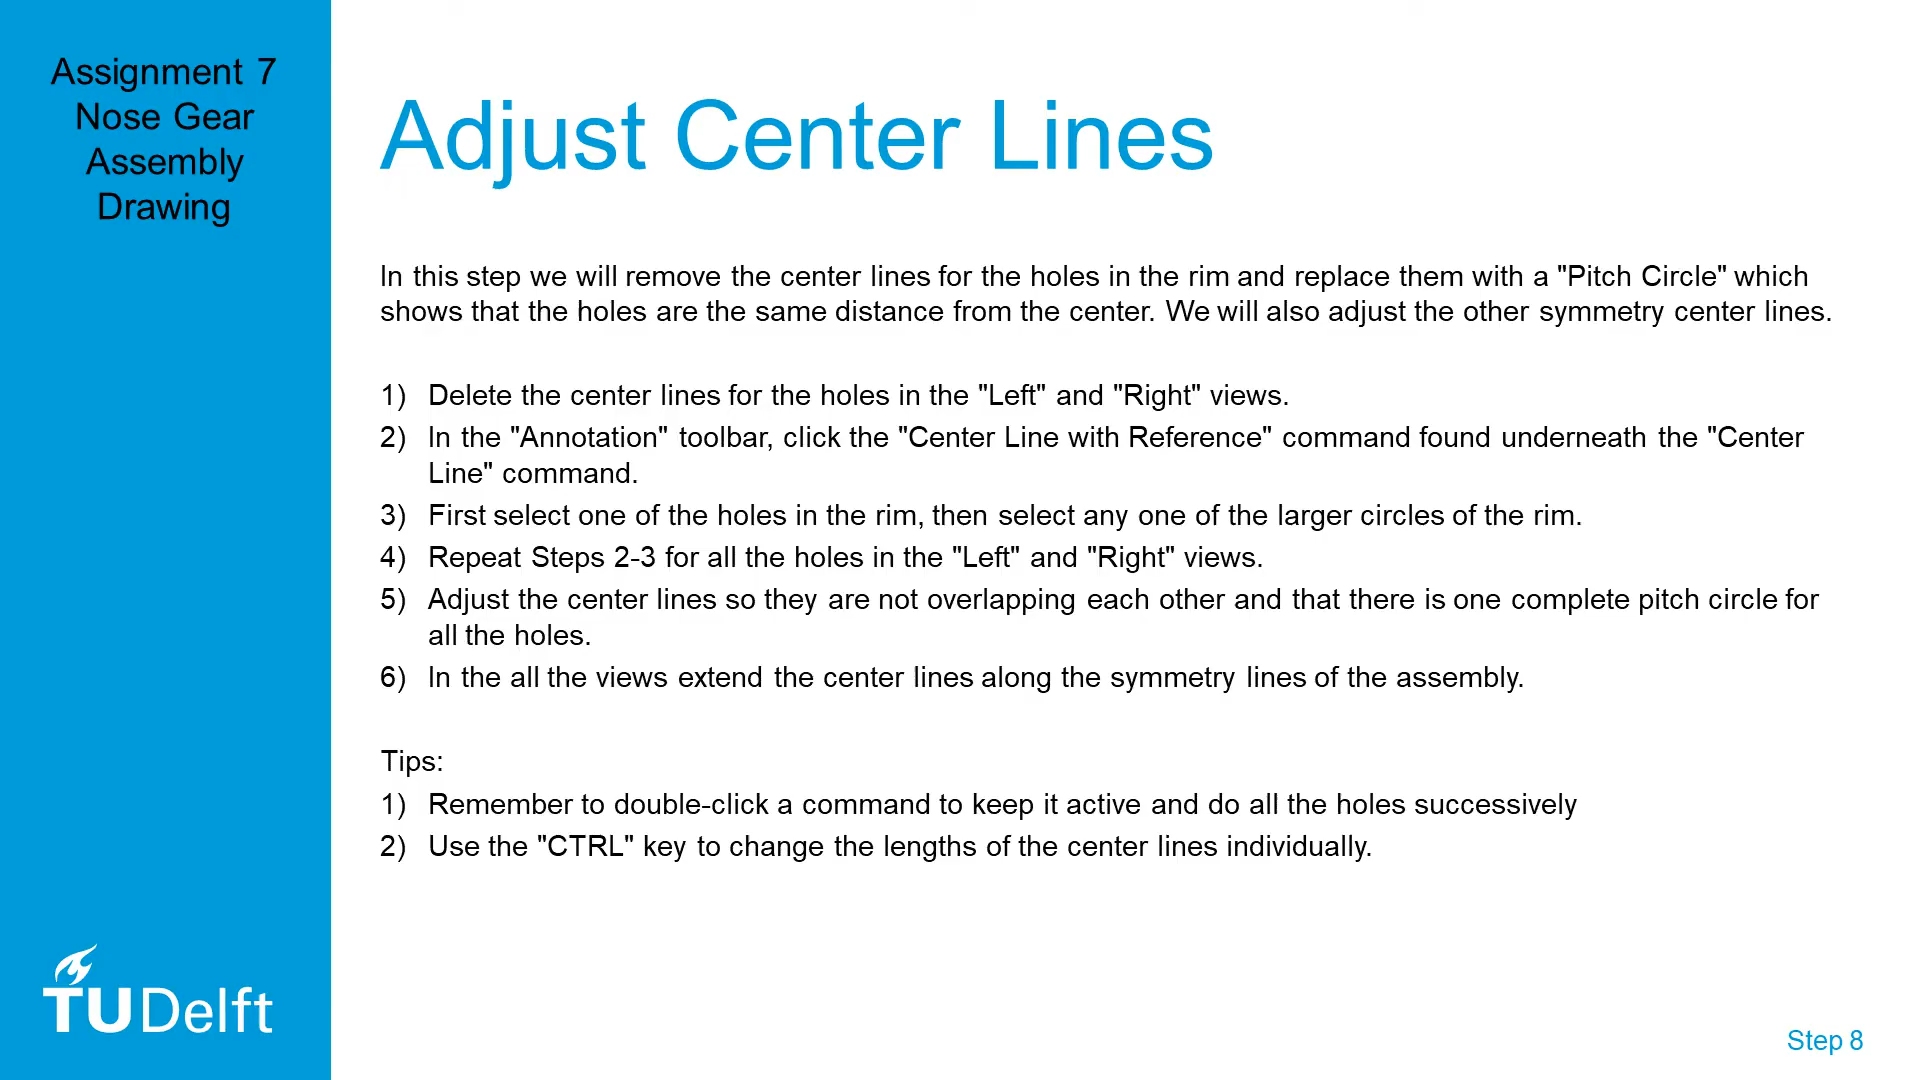 Assignment 7
Nose Gear
Assembly
Drawing
Adjust Center Lines
In this step we will remove the center lines for the holes in the rim and replace them with a "Pitch Circle" which
shows that the holes are the same distance from the center. We will also adjust the other symmetry center lines.
1) Delete the center lines for the holes in the "Left" and "Right" views.
2) In the "Annotation" toolbar, click the "Center Line with Reference" command found underneath the "Center
Line" command.
3) First select one of the holes in the rim, then select any one of the larger circles of the rim.
4) Repeat Steps 2-3 for all the holes in the "Left" and "Right" views.
5) Adjust the center lines so they are not overlapping each other and that there is one complete pitch circle for
all the holes.
6) In the all the views extend the center lines along the symmetry lines of the assembly.
Tips:
1) Remember to double-click a command to keep it active and do all the holes successively
2) Use the "CTRL" key to change the lengths of the center lines individually.
TU Delft
Step 8